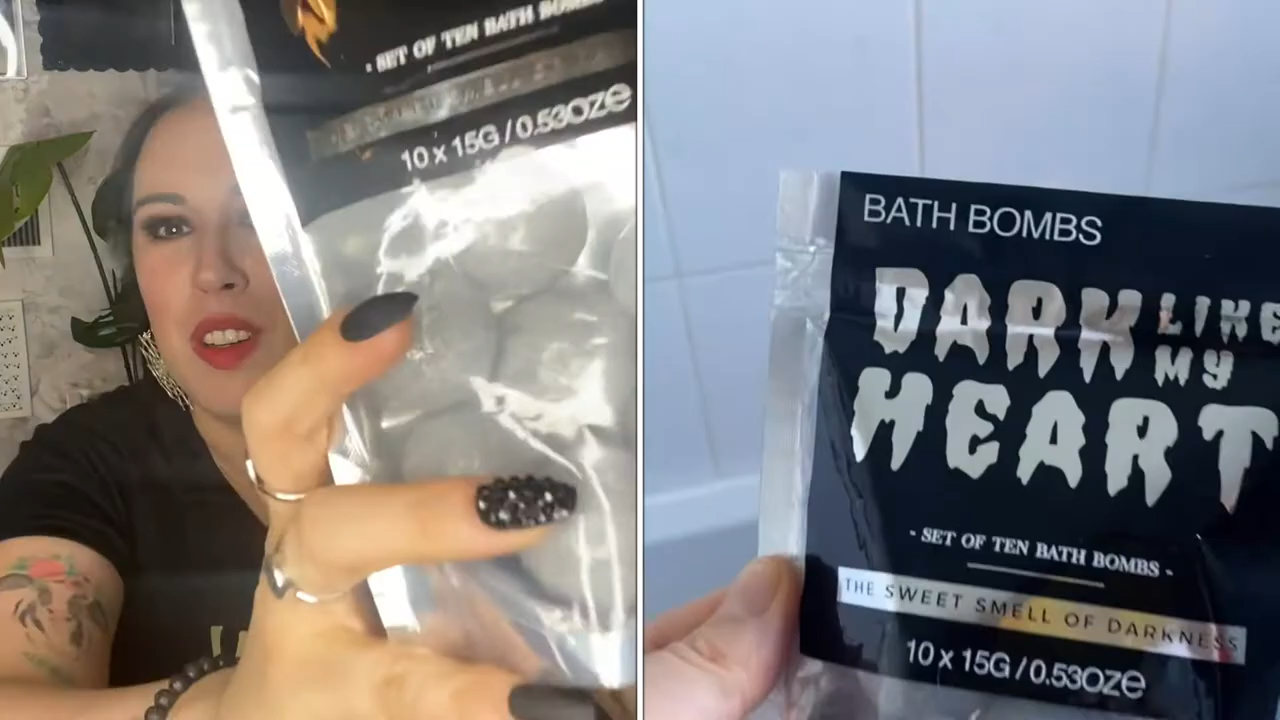 - SET OF TEN BATH BOMBS
10 x 15G / 0.53oze
BATH BOMBS
DARK LIKE
MY
HEART
- SET OF TEN BATH BOMBS -
THE SWEET SMELL OF DARKNESS
10 x 15G / 0.53oze